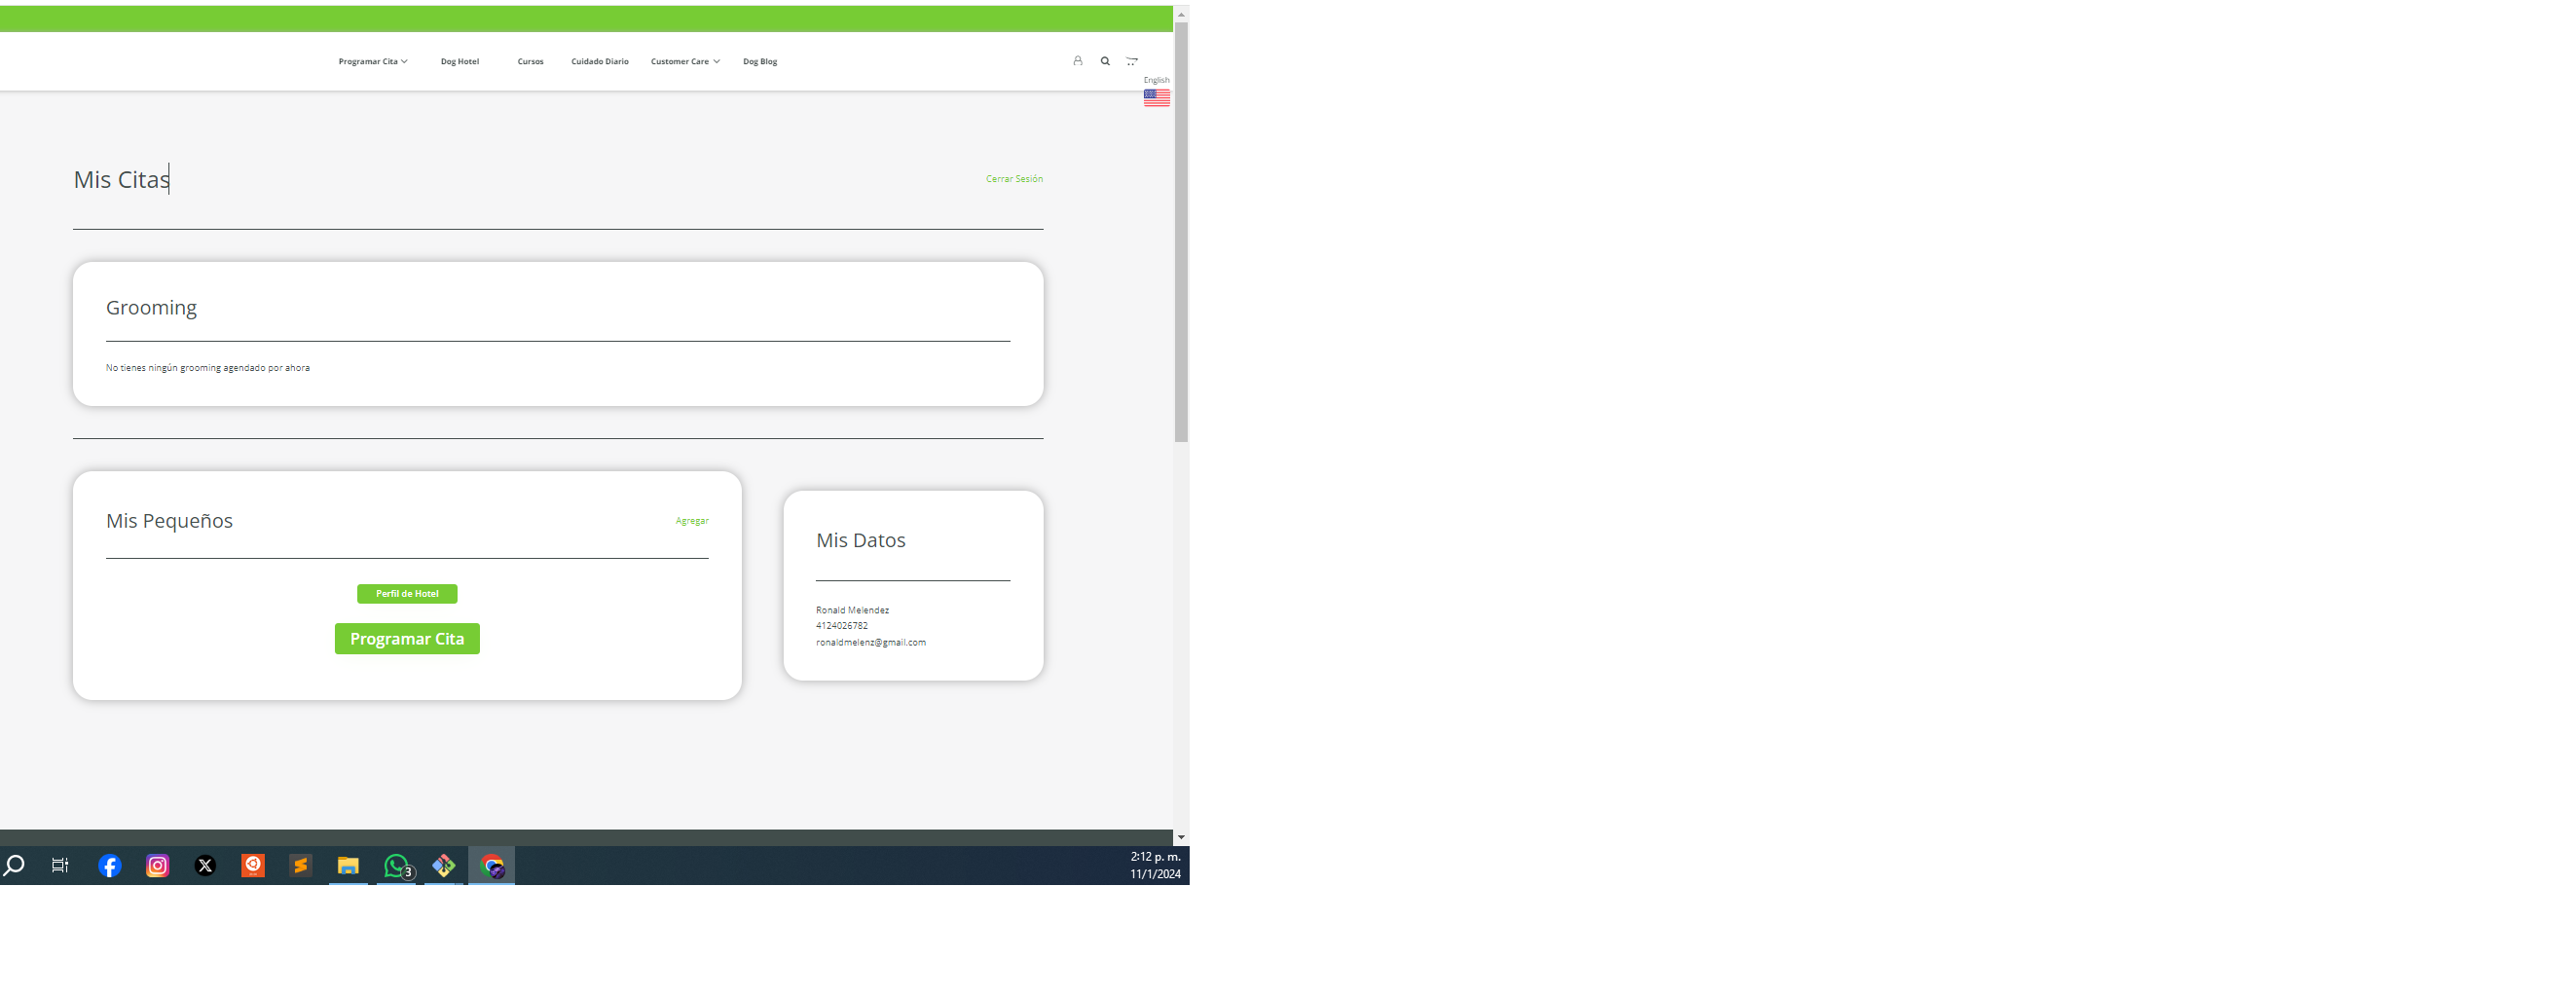 Programar Cita Dog Hotel Cursos Cuidado Diario Customer Care Dog Blog
English
Mis Citas
Cerrar Sesión
Grooming
No tienes ningún grooming agendado por ahora
Mis Pequeños
Agregar
Perfil de Hotel
Programar Cita
Mis Datos
Ronald Melendez
4124026782
ronaldmelenz@gmail.com
3
2:12 p. m.
11/1/2024